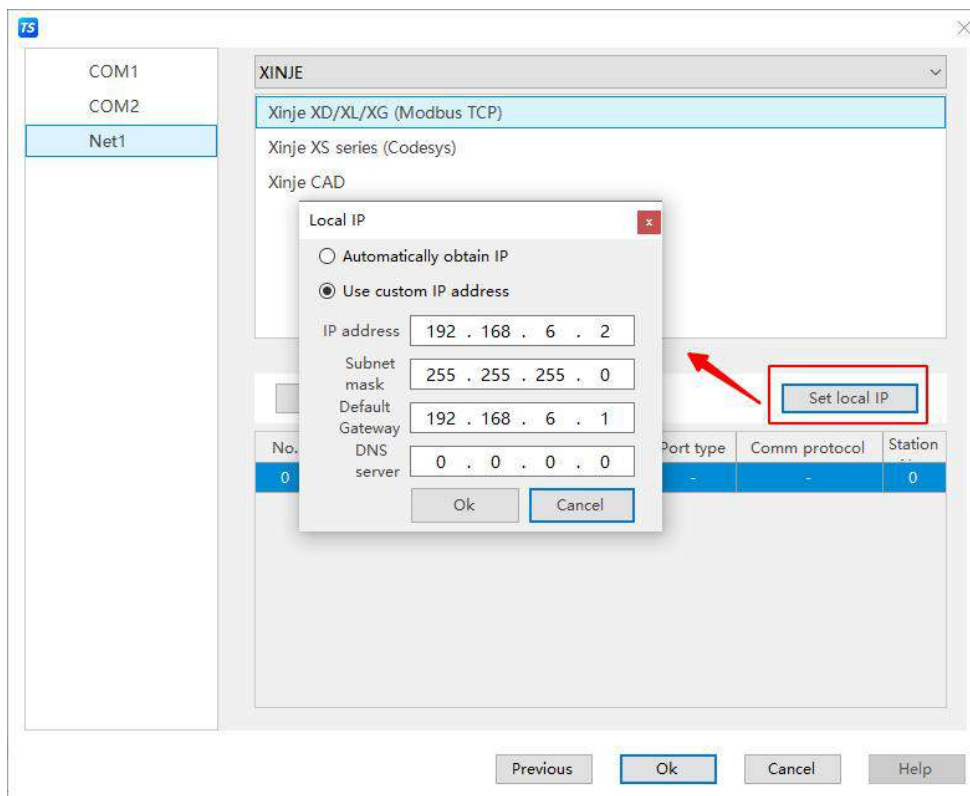 TS
COM1
COM2
Net1
XINJE
Xinje XD/XL/XG (Modbus TCP)
Xinje XS series (Codesys)
Xinje CAD
Local IP
x
Automatically obtain IP
Use custom IP address
IP address 192 . 168 . 6 . 2
Subnet
mask 255 . 255 . 255 . 0
Default
Gateway 192 . 168 . 6 . 1
DNS
server 0 . 0 . 0 . 0
Ok Cancel
Set local IP
No. Port type Comm protocol Station
0 - - 0
Previous Ok Cancel Help